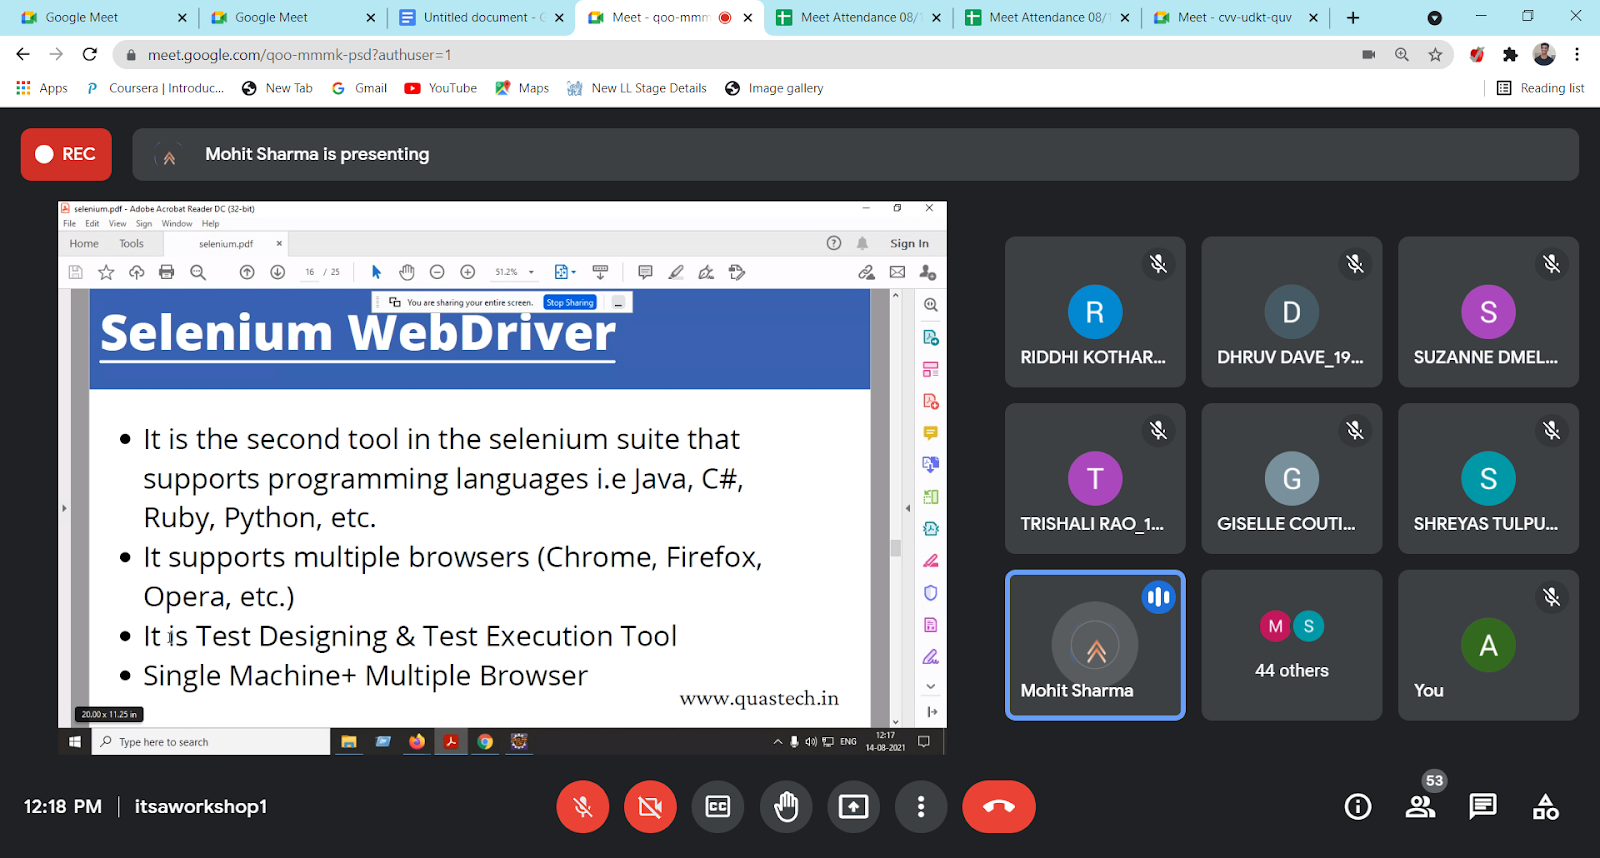 Google Meet
Google Meet
Untitled document -
Meet - qoo-mmm
Meet Attendance 08/
Meet Attendance 08/
Meet - cvv-udkt-quv
meet.google.com/qoo-mmmk-psd?authuser=1
Apps
Coursera | Introduc...
New Tab
Gmail
YouTube
Maps
New LL Stage Details
Image gallery
Reading list
REC
Mohit Sharma is presenting
selenium.pdf - Adobe Acrobat Reader DC (32-bit)
File Edit View Sign Window Help
Home Tools selenium.pdf Sign In
16 / 25 51.2%
You are sharing your entire screen. Stop Sharing
Selenium WebDriver
• It is the second tool in the selenium suite that
supports programming languages i.e Java, C#,
Ruby, Python, etc.
• It supports multiple browsers (Chrome, Firefox,
Opera, etc.)
• It is Test Designing & Test Execution Tool
• Single Machine+ Multiple Browser
www.quastech.in
20.00 x 11.25 in
Type here to search
ENG
12:17
14-08-2021
R
RIDDHI KOTHAR...
D
DHRUV DAVE_19...
S
SUZANNE DMEL...
T
TRISHALI RAO_1...
G
GISELLE COUTI...
S
SHREYAS TULPU...
Mohit Sharma
M S
44 others
A
You
12:18 PM | itsaworkshop1
CC
53